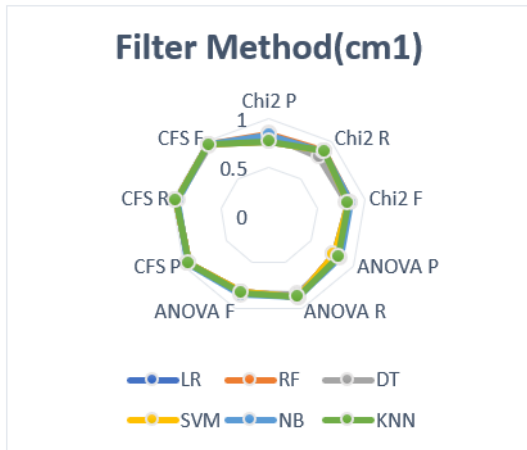 Filter Method(cm1)
Chi2 P
1
CFS F
Chi2 R
0.5
CFS R
0
Chi2 F
CFS P
ANOVA P
ANOVA F
ANOVA R
LR RF DT
SVM NB KNN